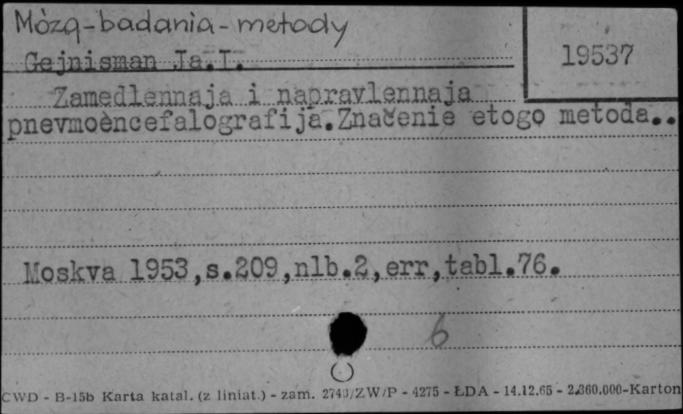 Mózg-badania-metody
Gejnisman Ja.I.
19537
Zamedlennaja i napravlennaja
pnevmoèncefalografija.Značenie ètogo metoda..
Moskva 1953,s.209,nlb.2,err,tabl.76.
6
CWD - B-15b Karta katal. (z liniat.) - zam. 2743/ZW/P - 4275 - ŁDA - 14.12.65 - 2.360.000-Karton